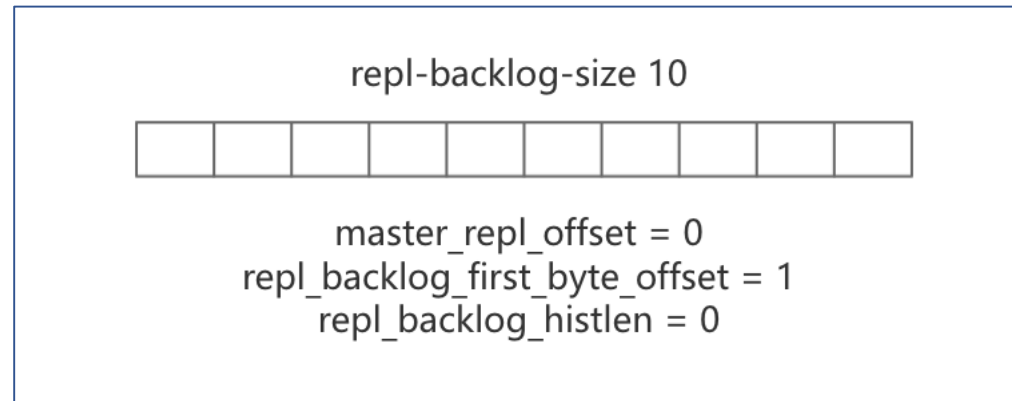 repl-backlog-size 10
master_repl_offset = 0
repl_backlog_first_byte_offset = 1
repl_backlog_histlen = 0